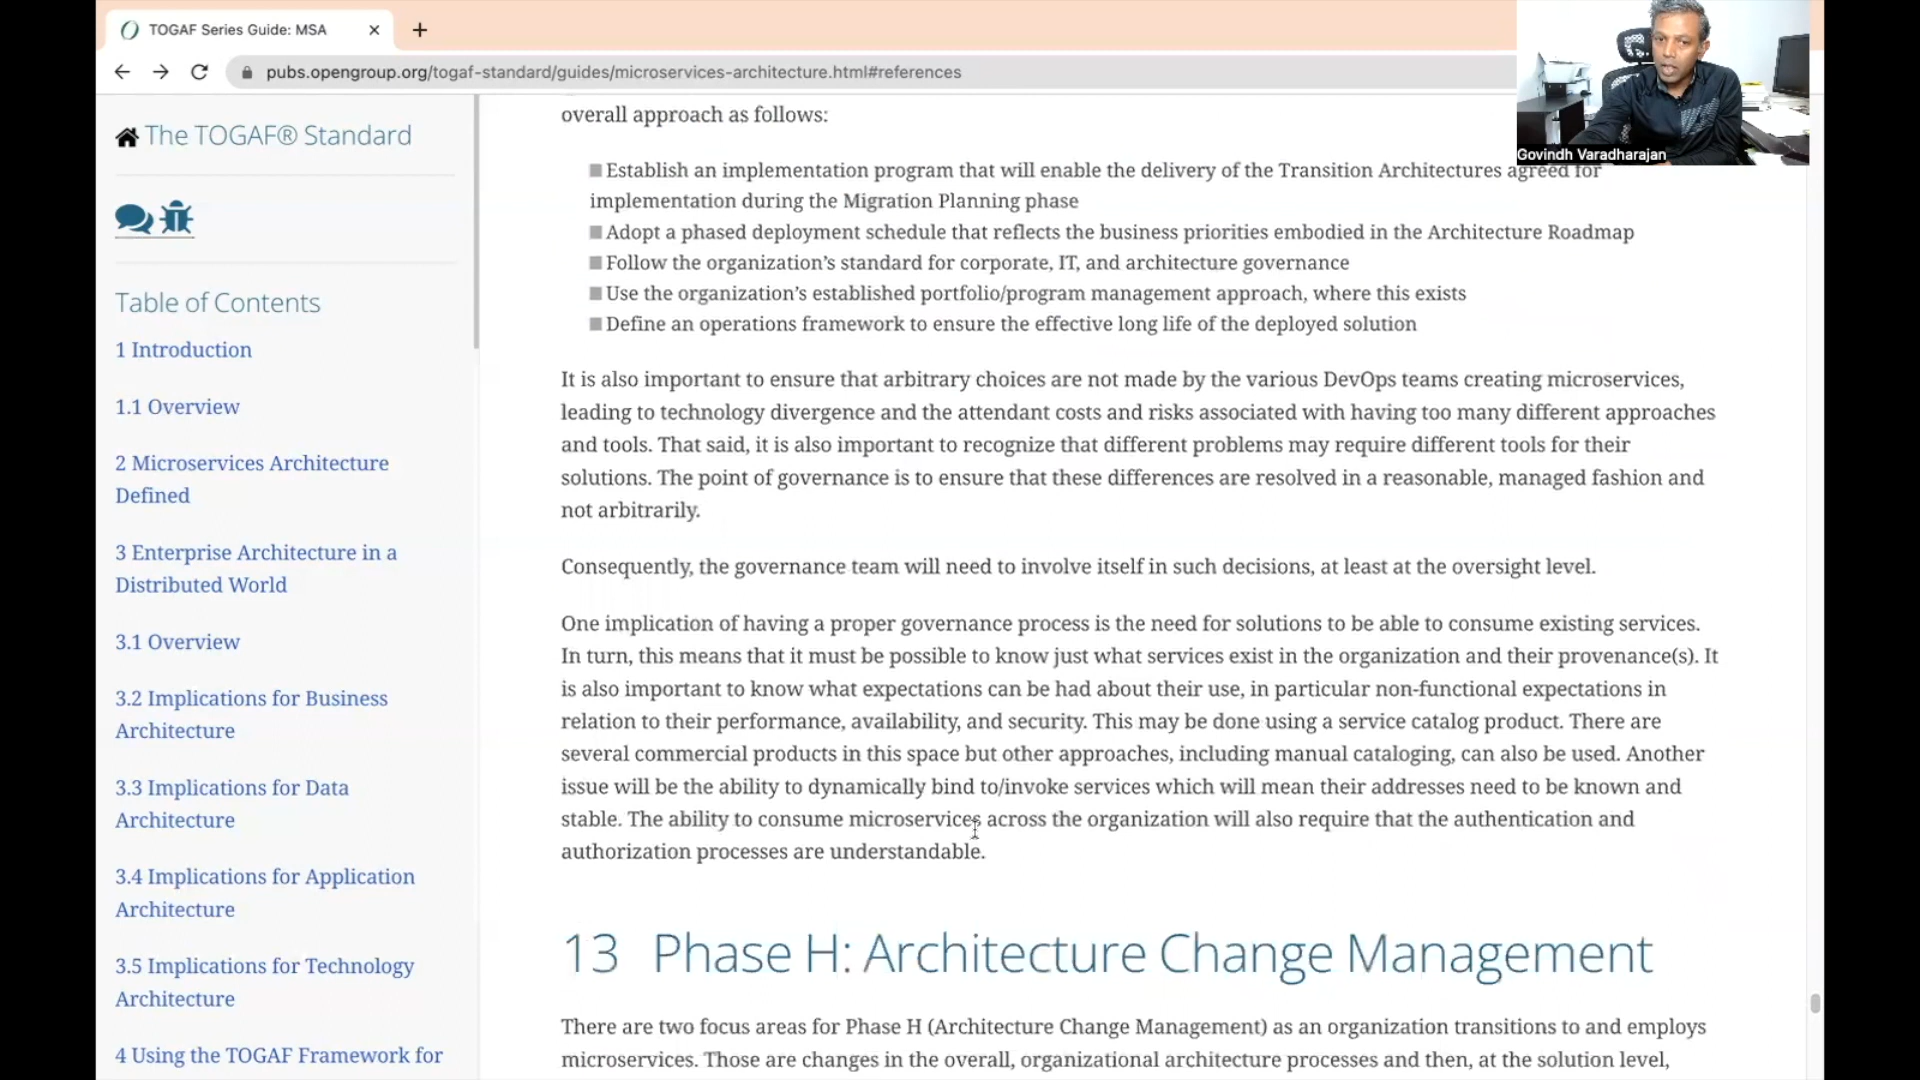 TOGAF Series Guide: MSA
pubs.opengroup.org/togaf-standard/guides/microservices-architecture.html#references
Govindh Varadharajan
The TOGAF® Standard
Table of Contents
1 Introduction
1.1 Overview
2 Microservices Architecture
Defined
3 Enterprise Architecture in a
Distributed World
3.1 Overview
3.2 Implications for Business
Architecture
3.3 Implications for Data
Architecture
3.4 Implications for Application
Architecture
3.5 Implications for Technology
Architecture
4 Using the TOGAF Framework for
overall approach as follows:
Establish an implementation program that will enable the delivery of the Transition Architectures agreed for
implementation during the Migration Planning phase
Adopt a phased deployment schedule that reflects the business priorities embodied in the Architecture Roadmap
Follow the organization’s standard for corporate, IT, and architecture governance
Use the organization’s established portfolio/program management approach, where this exists
Define an operations framework to ensure the effective long life of the deployed solution
It is also important to ensure that arbitrary choices are not made by the various DevOps teams creating microservices,
leading to technology divergence and the attendant costs and risks associated with having too many different approaches
and tools. That said, it is also important to recognize that different problems may require different tools for their
solutions. The point of governance is to ensure that these differences are resolved in a reasonable, managed fashion and
not arbitrarily.
Consequently, the governance team will need to involve itself in such decisions, at least at the oversight level.
One implication of having a proper governance process is the need for solutions to be able to consume existing services.
In turn, this means that it must be possible to know just what services exist in the organization and their provenance(s). It
is also important to know what expectations can be had about their use, in particular non-functional expectations in
relation to their performance, availability, and security. This may be done using a service catalog product. There are
several commercial products in this space but other approaches, including manual cataloging, can also be used. Another
issue will be the ability to dynamically bind to/invoke services which will mean their addresses need to be known and
stable. The ability to consume microservices across the organization will also require that the authentication and
authorization processes are understandable.
13 Phase H: Architecture Change Management
There are two focus areas for Phase H (Architecture Change Management) as an organization transitions to and employs
microservices. Those are changes in the overall, organizational architecture processes and then, at the solution level,